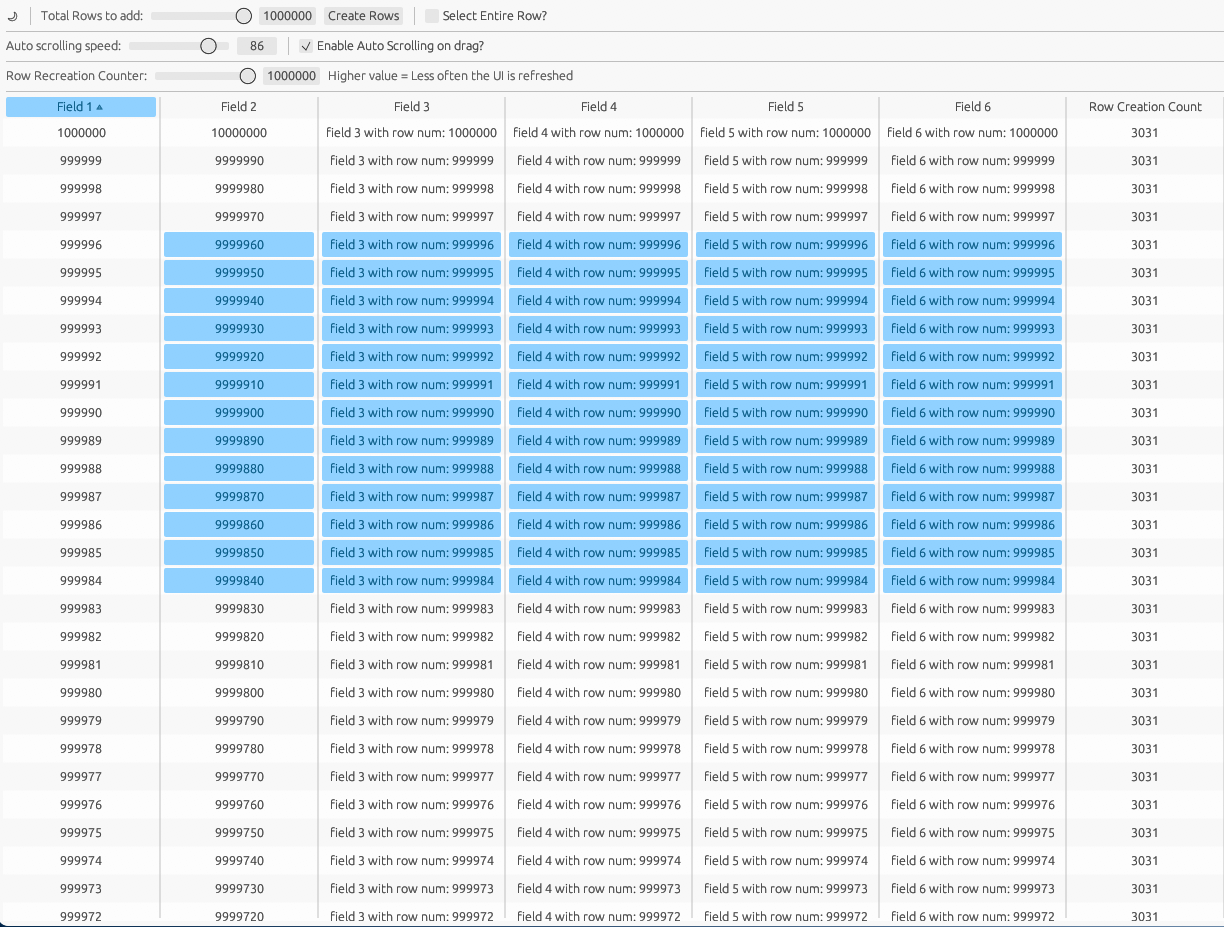 Total Rows to add: 1000000 Create Rows Select Entire Row?
Auto scrolling speed: 86 Enable Auto Scrolling on drag?
Row Recreation Counter: 1000000 Higher value = Less often the UI is refreshed
Field 1 Field 2 Field 3 Field 4 Field 5 Field 6 Row Creation Count
1000000 10000000 field 3 with row num: 1000000 field 4 with row num: 1000000 field 5 with row num: 1000000 field 6 with row num: 1000000 3031
999999 9999990 field 3 with row num: 999999 field 4 with row num: 999999 field 5 with row num: 999999 field 6 with row num: 999999 3031
999998 9999980 field 3 with row num: 999998 field 4 with row num: 999998 field 5 with row num: 999998 field 6 with row num: 999998 3031
999997 9999970 field 3 with row num: 999997 field 4 with row num: 999997 field 5 with row num: 999997 field 6 with row num: 999997 3031
999996 9999960 field 3 with row num: 999996 field 4 with row num: 999996 field 5 with row num: 999996 field 6 with row num: 999996 3031
999995 9999950 field 3 with row num: 999995 field 4 with row num: 999995 field 5 with row num: 999995 field 6 with row num: 999995 3031
999994 9999940 field 3 with row num: 999994 field 4 with row num: 999994 field 5 with row num: 999994 field 6 with row num: 999994 3031
999993 9999930 field 3 with row num: 999993 field 4 with row num: 999993 field 5 with row num: 999993 field 6 with row num: 999993 3031
999992 9999920 field 3 with row num: 999992 field 4 with row num: 999992 field 5 with row num: 999992 field 6 with row num: 999992 3031
999991 9999910 field 3 with row num: 999991 field 4 with row num: 999991 field 5 with row num: 999991 field 6 with row num: 999991 3031
999990 9999900 field 3 with row num: 999990 field 4 with row num: 999990 field 5 with row num: 999990 field 6 with row num: 999990 3031
999989 9999890 field 3 with row num: 999989 field 4 with row num: 999989 field 5 with row num: 999989 field 6 with row num: 999989 3031
999988 9999880 field 3 with row num: 999988 field 4 with row num: 999988 field 5 with row num: 999988 field 6 with row num: 999988 3031
999987 9999870 field 3 with row num: 999987 field 4 with row num: 999987 field 5 with row num: 999987 field 6 with row num: 999987 3031
999986 9999860 field 3 with row num: 999986 field 4 with row num: 999986 field 5 with row num: 999986 field 6 with row num: 999986 3031
999985 9999850 field 3 with row num: 999985 field 4 with row num: 999985 field 5 with row num: 999985 field 6 with row num: 999985 3031
999984 9999840 field 3 with row num: 999984 field 4 with row num: 999984 field 5 with row num: 999984 field 6 with row num: 999984 3031
999983 9999830 field 3 with row num: 999983 field 4 with row num: 999983 field 5 with row num: 999983 field 6 with row num: 999983 3031
999982 9999820 field 3 with row num: 999982 field 4 with row num: 999982 field 5 with row num: 999982 field 6 with row num: 999982 3031
999981 9999810 field 3 with row num: 999981 field 4 with row num: 999981 field 5 with row num: 999981 field 6 with row num: 999981 3031
999980 9999800 field 3 with row num: 999980 field 4 with row num: 999980 field 5 with row num: 999980 field 6 with row num: 999980 3031
999979 9999790 field 3 with row num: 999979 field 4 with row num: 999979 field 5 with row num: 999979 field 6 with row num: 999979 3031
999978 9999780 field 3 with row num: 999978 field 4 with row num: 999978 field 5 with row num: 999978 field 6 with row num: 999978 3031
999977 9999770 field 3 with row num: 999977 field 4 with row num: 999977 field 5 with row num: 999977 field 6 with row num: 999977 3031
999976 9999760 field 3 with row num: 999976 field 4 with row num: 999976 field 5 with row num: 999976 field 6 with row num: 999976 3031
999975 9999750 field 3 with row num: 999975 field 4 with row num: 999975 field 5 with row num: 999975 field 6 with row num: 999975 3031
999974 9999740 field 3 with row num: 999974 field 4 with row num: 999974 field 5 with row num: 999974 field 6 with row num: 999974 3031
999973 9999730 field 3 with row num: 999973 field 4 with row num: 999973 field 5 with row num: 999973 field 6 with row num: 999973 3031
999972 9999720 field 3 with row num: 999972 field 4 with row num: 999972 field 5 with row num: 999972 field 6 with row num: 999972 3031